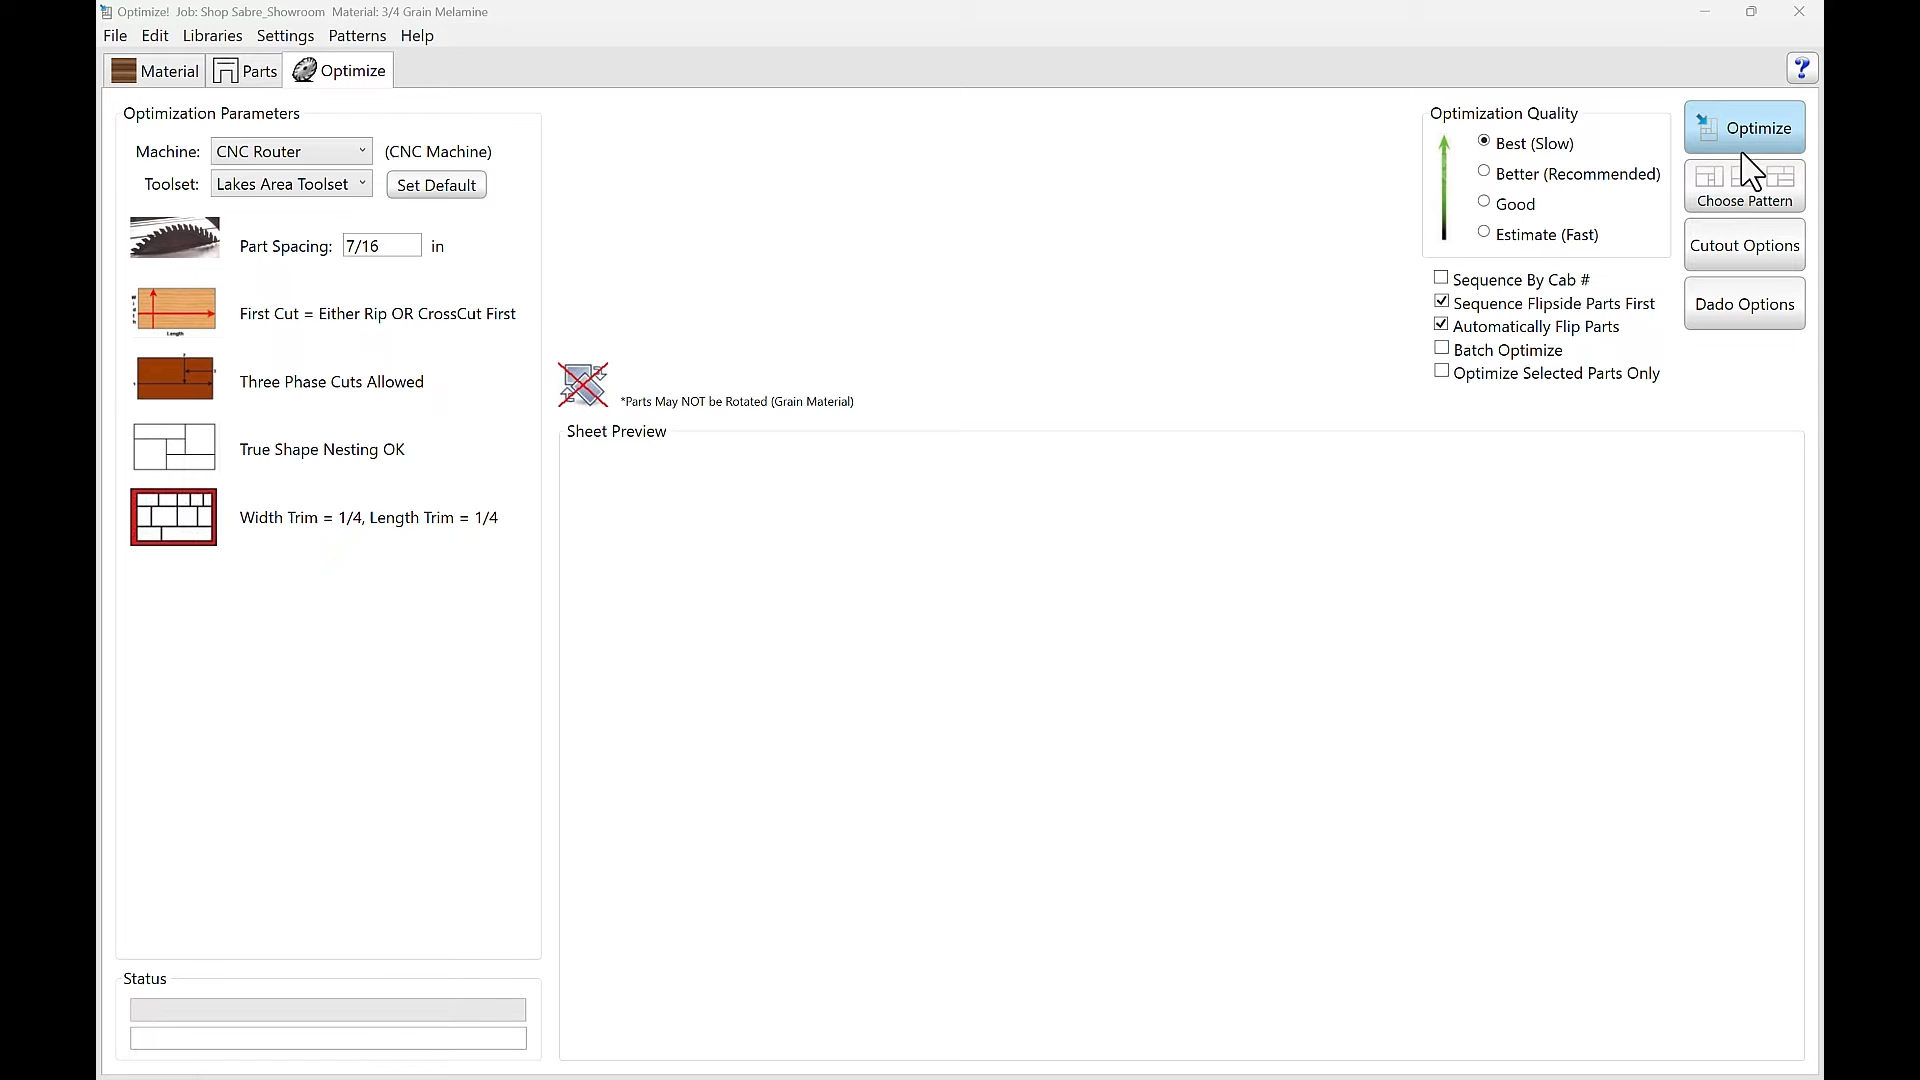 Optimize! Job: Shop Sabre_Showroom Material: 3/4 Grain Melamine
File Edit Libraries Settings Patterns Help
Material Parts Optimize
?
Optimization Parameters
Machine: CNC Router (CNC Machine)
Toolset: Lakes Area Toolset Set Default
Part Spacing: 7/16 in
Width
Length
First Cut = Either Rip OR CrossCut First
Three Phase Cuts Allowed
True Shape Nesting OK
Width Trim = 1/4, Length Trim = 1/4
Status
*Parts May NOT be Rotated (Grain Material)
Sheet Preview
Optimization Quality
Best (Slow)
Better (Recommended)
Good
Estimate (Fast)
Sequence By Cab #
Sequence Flipside Parts First
Automatically Flip Parts
Batch Optimize
Optimize Selected Parts Only
Optimize
Choose Pattern
Cutout Options
Dado Options